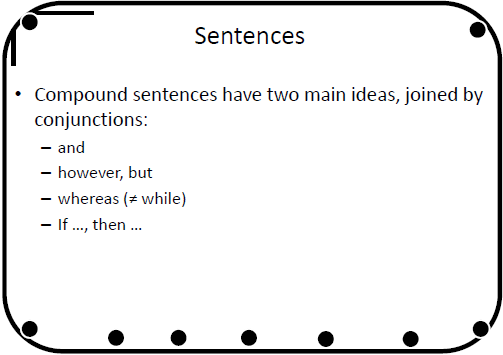 Sentences
• Compound sentences have two main ideas, joined by
conjunctions:
– and
– however, but
– whereas (≠ while)
– If …, then …